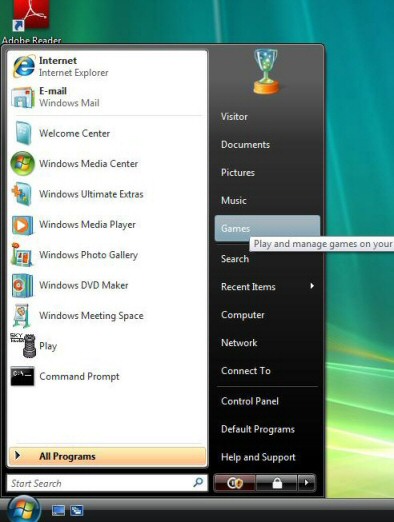 Adobe Reader
Internet
Internet Explorer
E-mail
Windows Mail
Welcome Center
Windows Media Center
Windows Ultimate Extras
Windows Media Player
Windows Photo Gallery
Windows DVD Maker
Windows Meeting Space
Play
Command Prompt
All Programs
Start Search
Visitor
Documents
Pictures
Music
Games
Play and manage games on your
Search
Recent Items
Computer
Network
Connect To
Control Panel
Default Programs
Help and Support